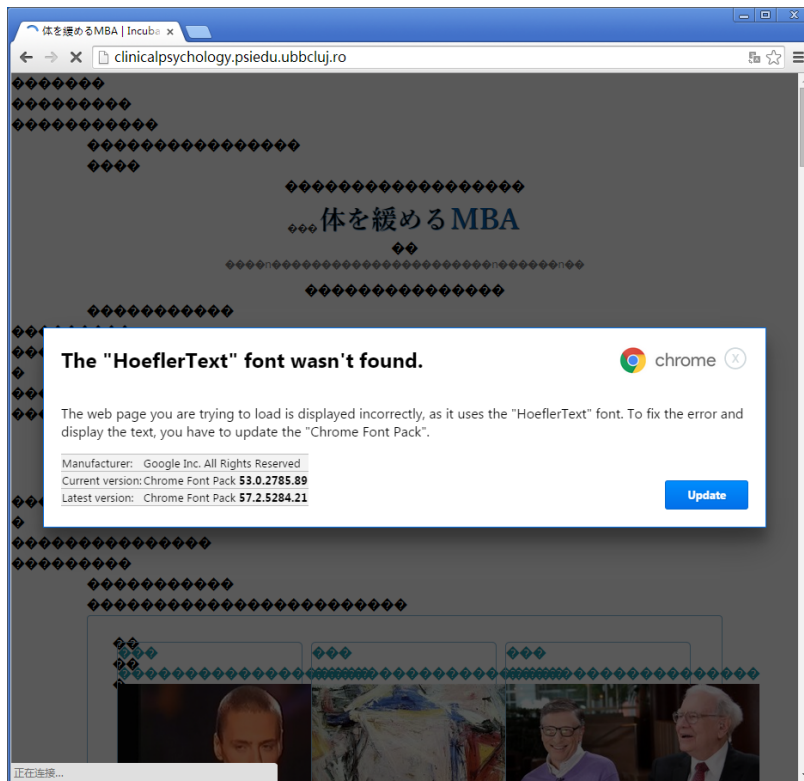 体を緩めるMBA | Incuba
clinicalpsychology.psiedu.ubbcluj.ro
�������
���������
�����������
����������������
����
������������������
���体を緩めるMBA
��
����n����������������������n������n��
���������������
�����������
The "HoeflerText" font wasn't found.
chrome
The web page you are trying to load is displayed incorrectly, as it uses the "HoeflerText" font. To fix the error and
display the text, you have to update the "Chrome Font Pack".
Manufacturer: Google Inc. All Rights Reserved
Current version: Chrome Font Pack 53.0.2785.89
Latest version: Chrome Font Pack 57.2.5284.21
Update
�
���������������
���������
�����������
������������������������
��� ��� ���
正在连接...